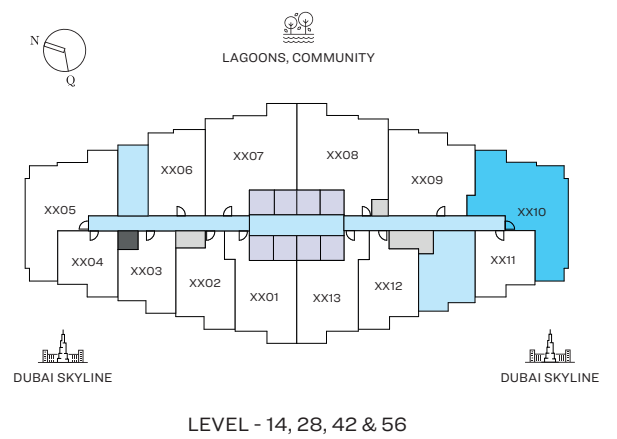 N
Q
LAGOONS, COMMUNITY
XX07
XX08
XX06
XX09
XX05
XX10
XX04
XX03
XX02
XX01
XX13
XX12
XX11
DUBAI SKYLINE
DUBAI SKYLINE
LEVEL - 14, 28, 42 & 56